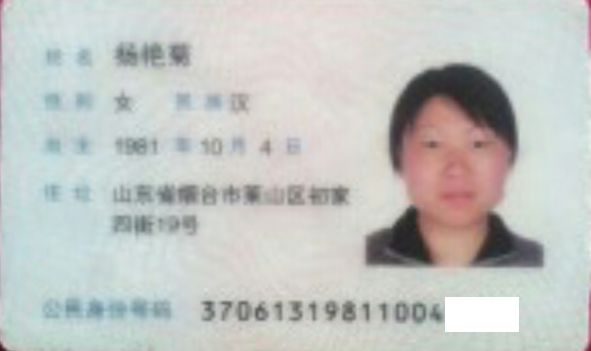 姓名 杨艳菊
性别 女 民族 汉
出生 1981 年 10 月 4 日
住址 山东省烟台市莱山区初家
四街19号
公民身份号码 37061319811004